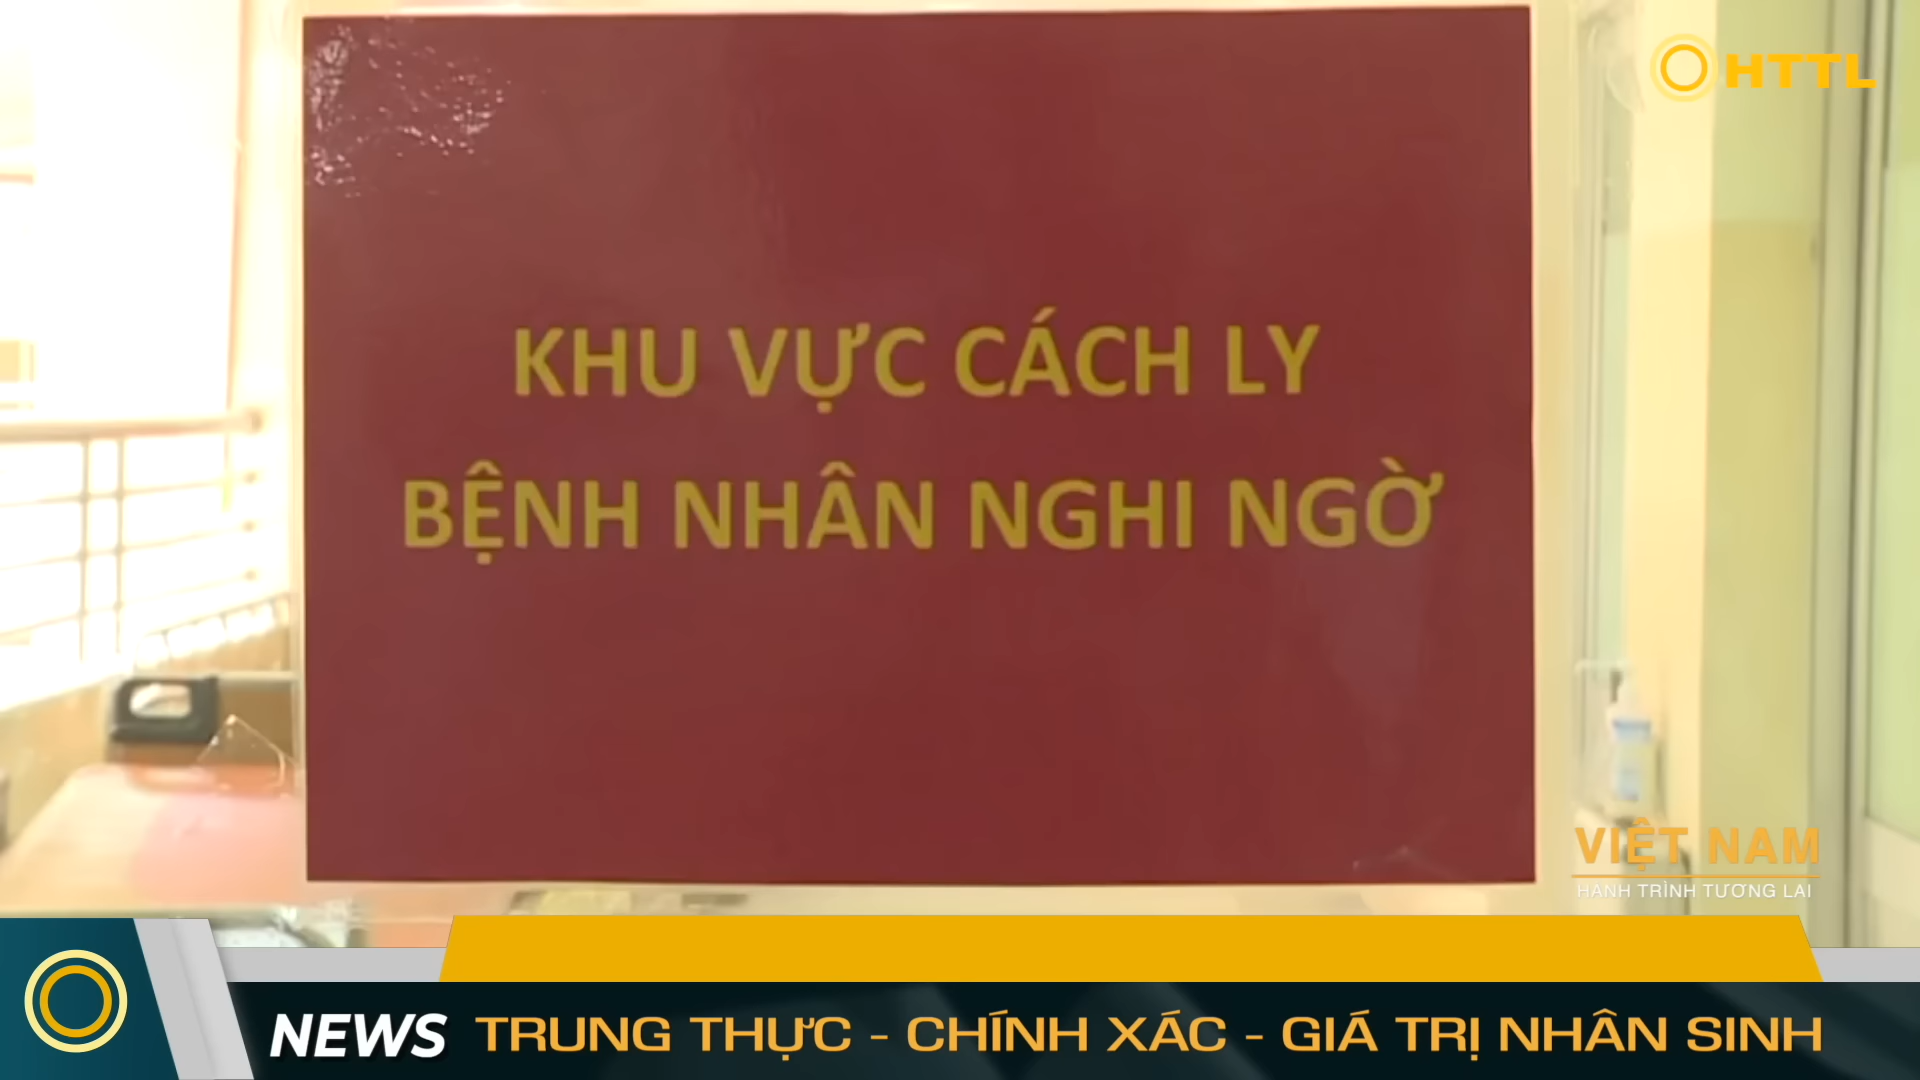 HTTL
KHU VỰC CÁCH LY
BỆNH NHÂN NGHI NGỜ
VIỆT NAM
HÀNH TRÌNH TƯƠNG LAI
NEWS TRUNG THỰC - CHÍNH XÁC - GIÁ TRỊ NHÂN SINH